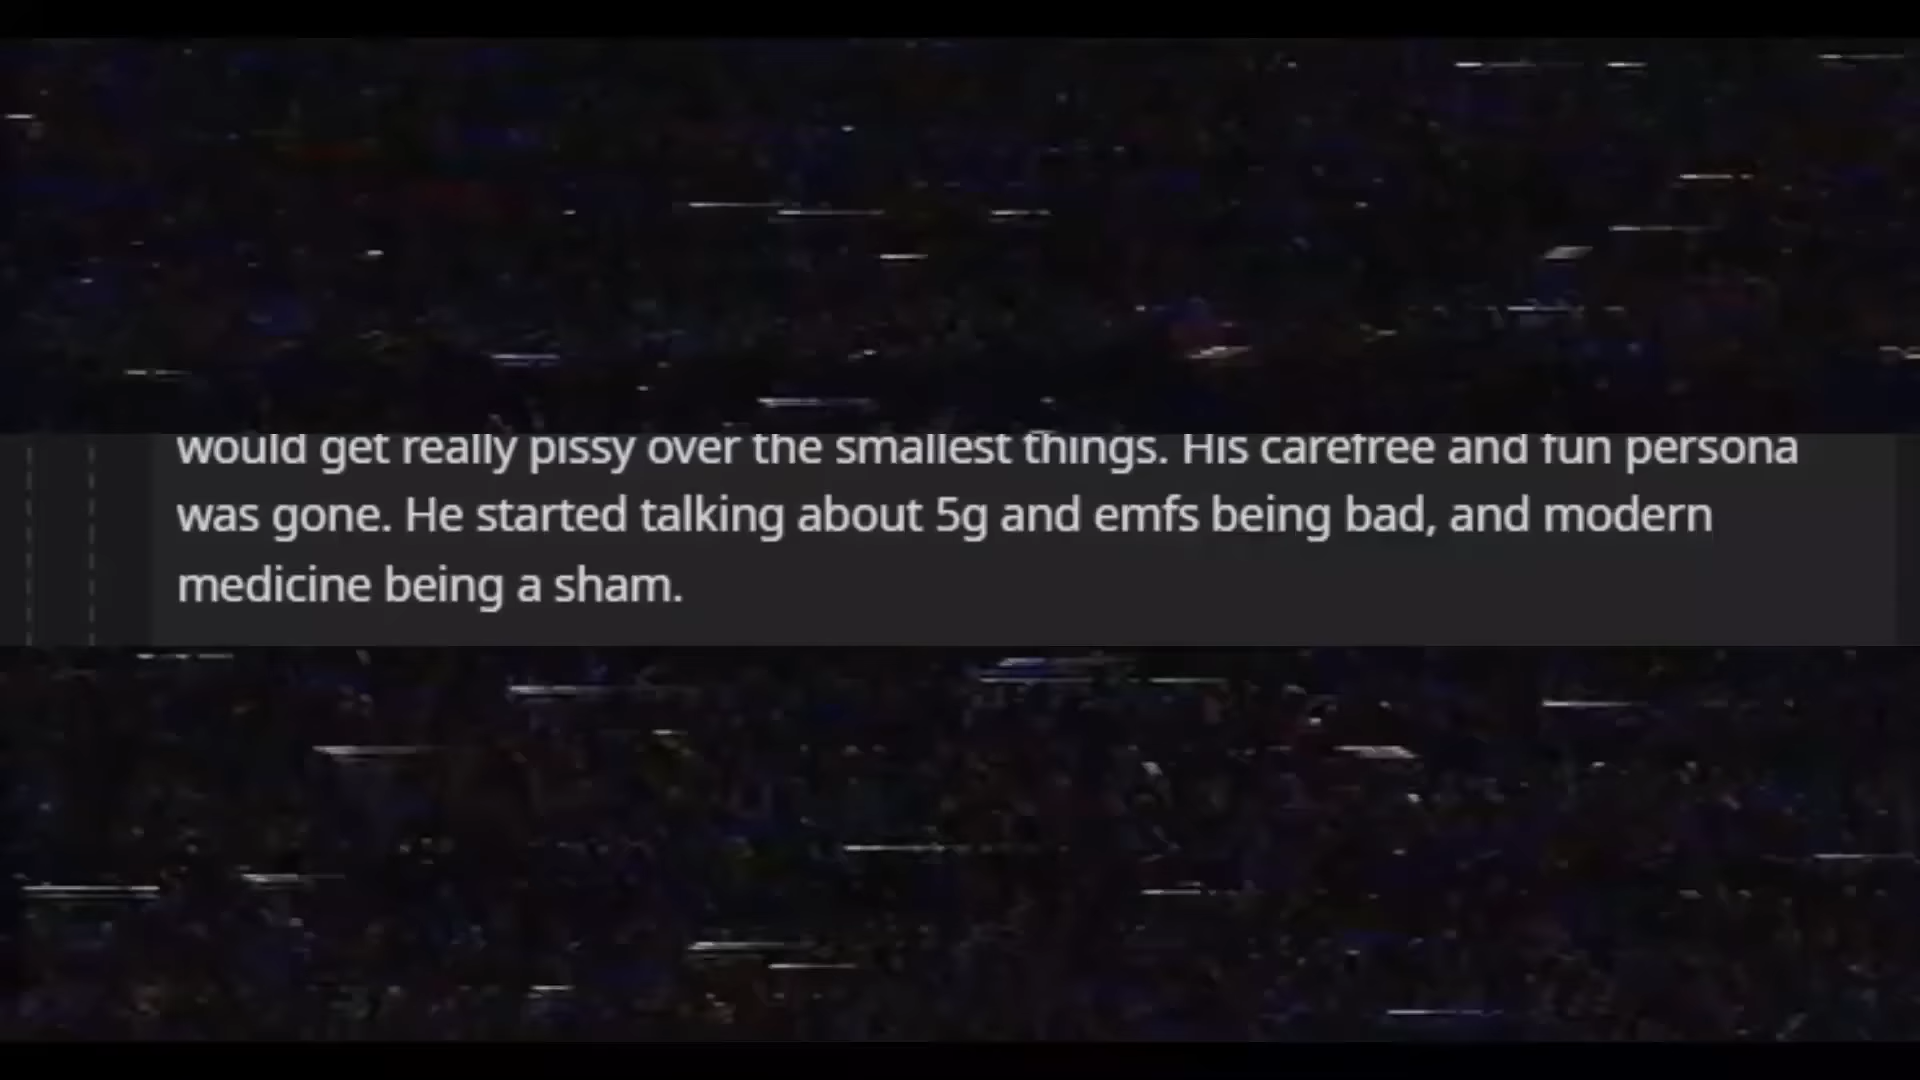 would get really pissy over the smallest things. His carefree and fun persona
was gone. He started talking about 5g and emfs being bad, and modern
medicine being a sham.